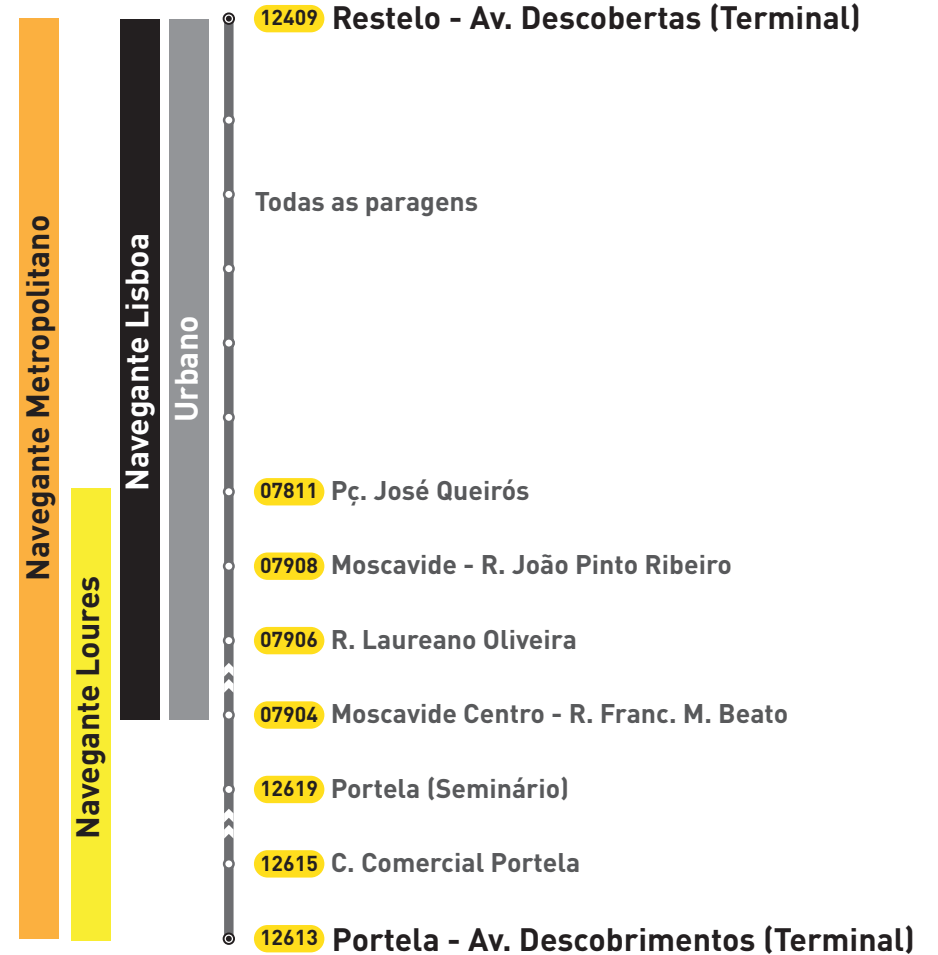 12409 Restelo - Av. Descobertas (Terminal)
Todas as paragens
Navegante Metropolitano
Navegante Lisboa
Urbano
Navegante Loures
07811 Pç. José Queirós
07908 Moscavide - R. João Pinto Ribeiro
07906 R. Laureano Oliveira
07904 Moscavide Centro - R. Franc. M. Beato
12619 Portela (Seminário)
12615 C. Comercial Portela
12613 Portela - Av. Descobrimentos (Terminal)